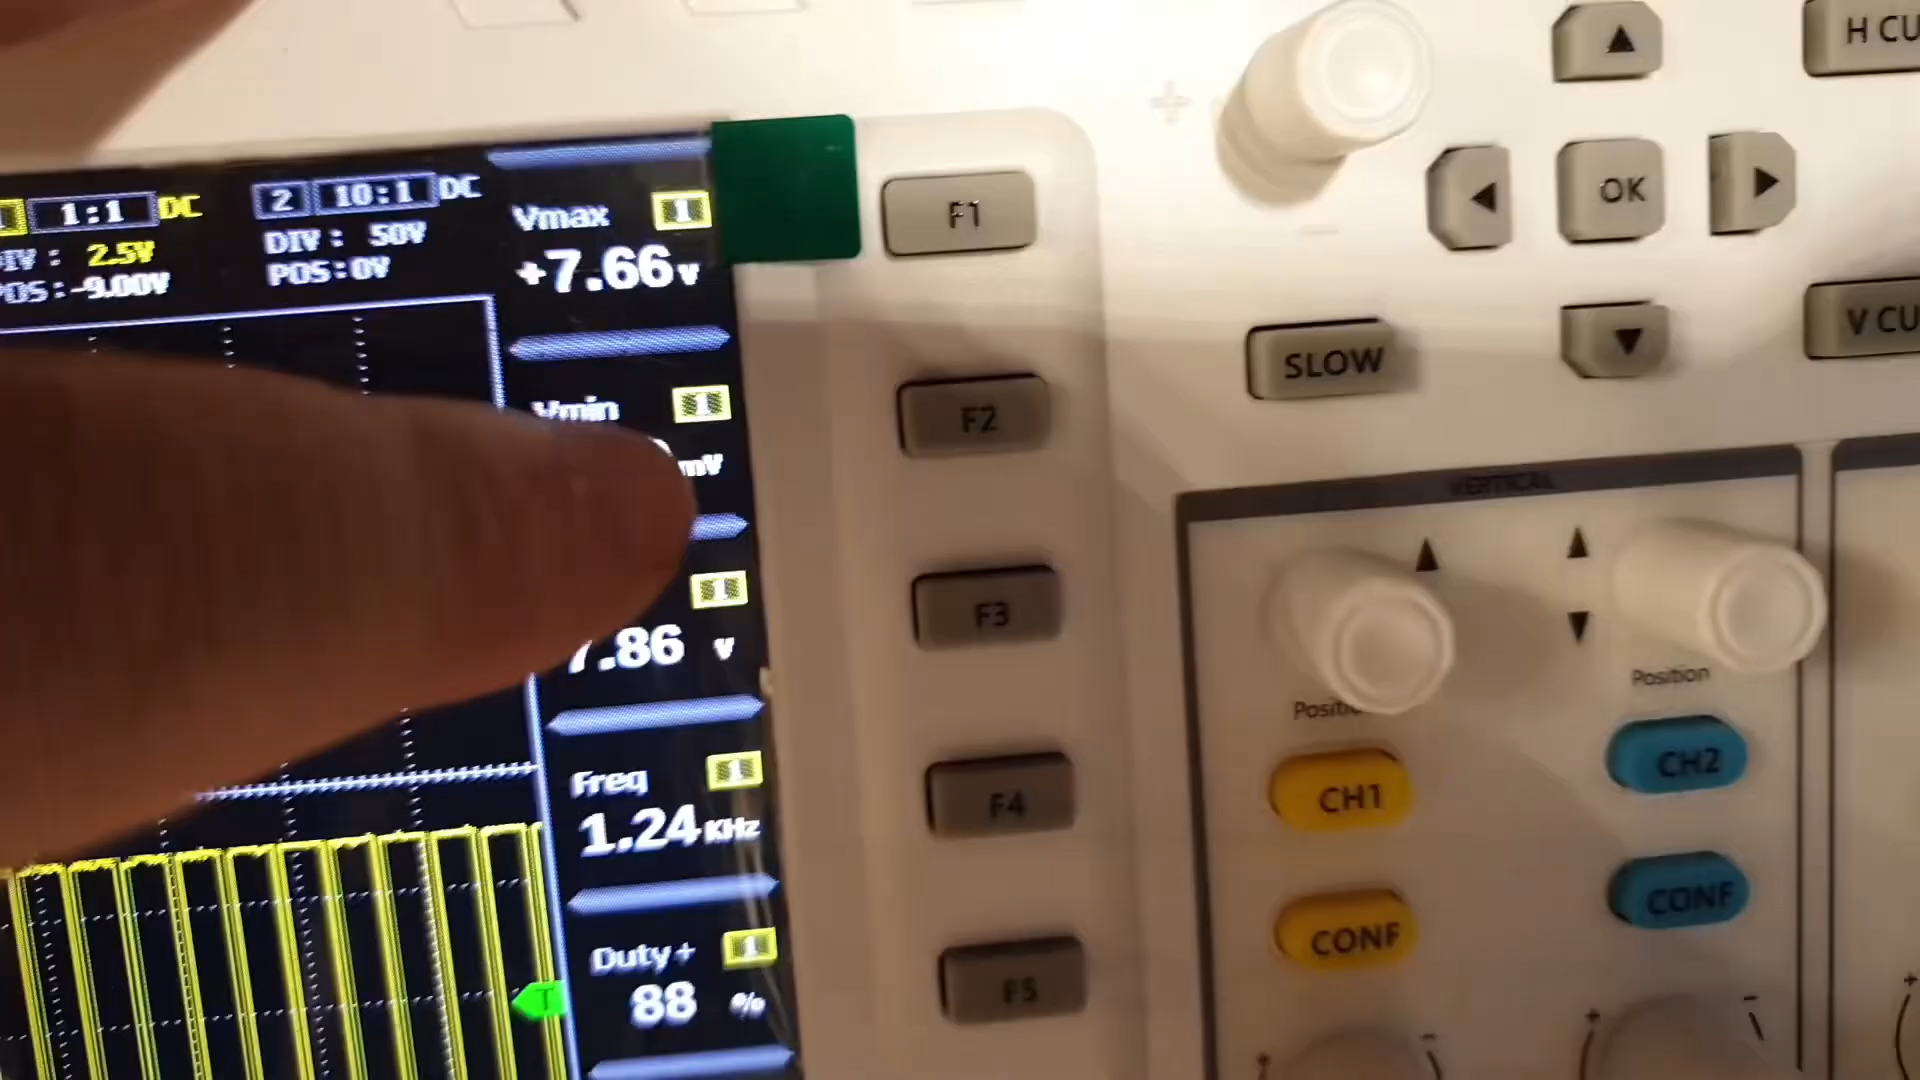 1:1 DC
2 10:1 DC
DIV: 2.5V
DIV: 50V
POS:-9.00V
POS:0V
Vmax 1
+7.66 V
Vmin 1
mV
1
7.86 V
Freq 1
1.24 KHz
Duty+ 1
88 %
T
F1
F2
F3
F4
F5
+
−
▲
◀ OK ▶
▼
H CU
V CU
SLOW
VERTICAL
▲
▲
▼
Positio
Position
CH1
CH2
CONF
CONF
+ −
+ −
+